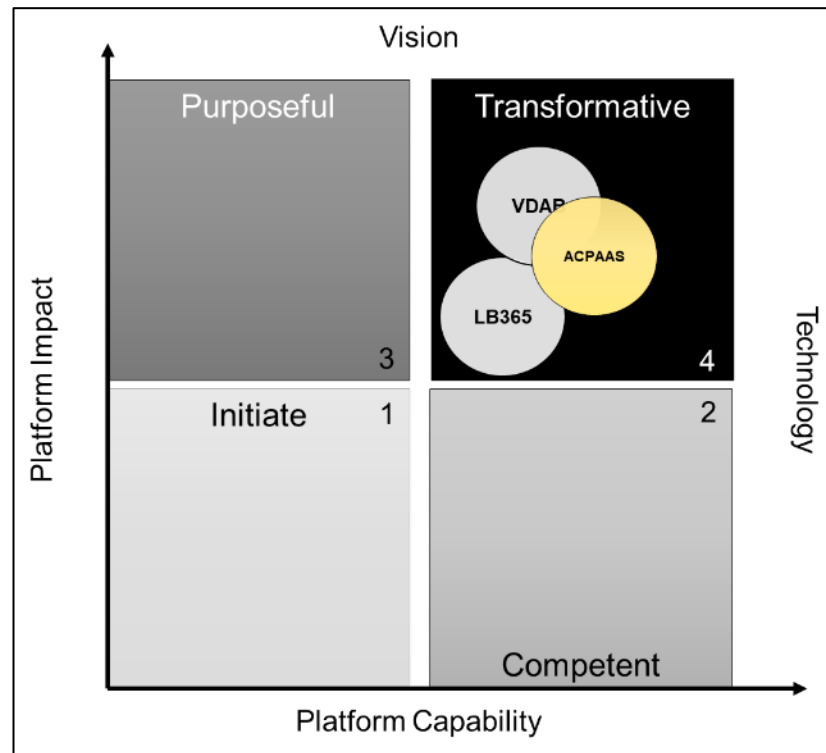 Vision
Purposeful
Transformative
VDAB
ACPAAS
LB365
3
4
Platform Impact
Technology
Initiate
1
2
Competent
Platform Capability